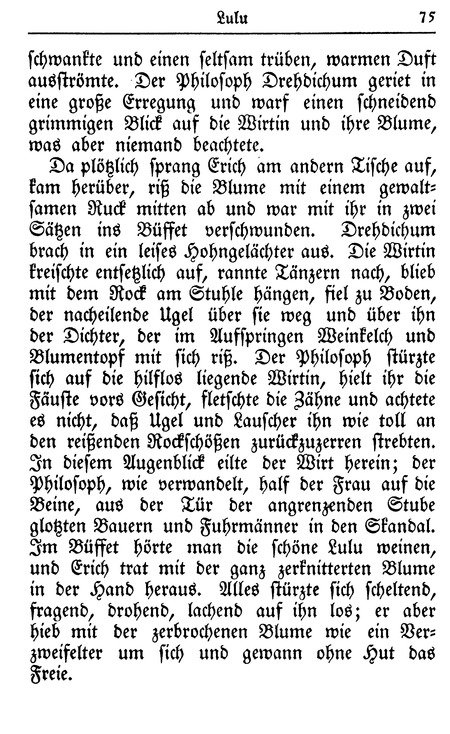 Lulu 75
schwankte und einen seltsam trüben, warmen Duft
ausströmte. Der Philosoph Drehdichum geriet in
eine große Erregung und warf einen schneidend
grimmigen Blick auf die Wirtin und ihre Blume,
was aber niemand beachtete.
Da plötzlich sprang Erich am andern Tische auf,
kam herüber, riß die Blume mit einem gewalt-
samen Ruck mitten ab und war mit ihr in zwei
Sätzen ins Büffet verschwunden. Drehdichum
brach in ein leises Hohngelächter aus. Die Wirtin
kreischte entsetzlich auf, rannte Tänzern nach, blieb
mit dem Rock am Stuhle hängen, fiel zu Boden,
der nacheilende Ugel über sie weg und über ihn
der Dichter, der im Aufspringen Weinkelch und
Blumentopf mit sich riß. Der Philosoph stürzte
sich auf die hilflos liegende Wirtin, hielt ihr die
Fäuste vors Gesicht, fletschte die Zähne und achtete
es nicht, daß Ugel und Lauscher ihn wie toll an
den reißenden Rockschößen zurückzuzerren strebten.
In diesem Augenblick eilte der Wirt herein; der
Philosoph, wie verwandelt, half der Frau auf die
Beine, aus der Tür der angrenzenden Stube
glotzten Bauern und Fuhrmänner in den Skandal.
Im Büffet hörte man die schöne Lulu weinen,
und Erich trat mit der ganz zerknitterten Blume
in der Hand heraus. Alles stürzte sich scheltend,
fragend, drohend, lachend auf ihn los; er aber
hieb mit der zerbrochenen Blume wie ein Ver-
zweifelter um sich und gewann ohne Hut das
Freie.